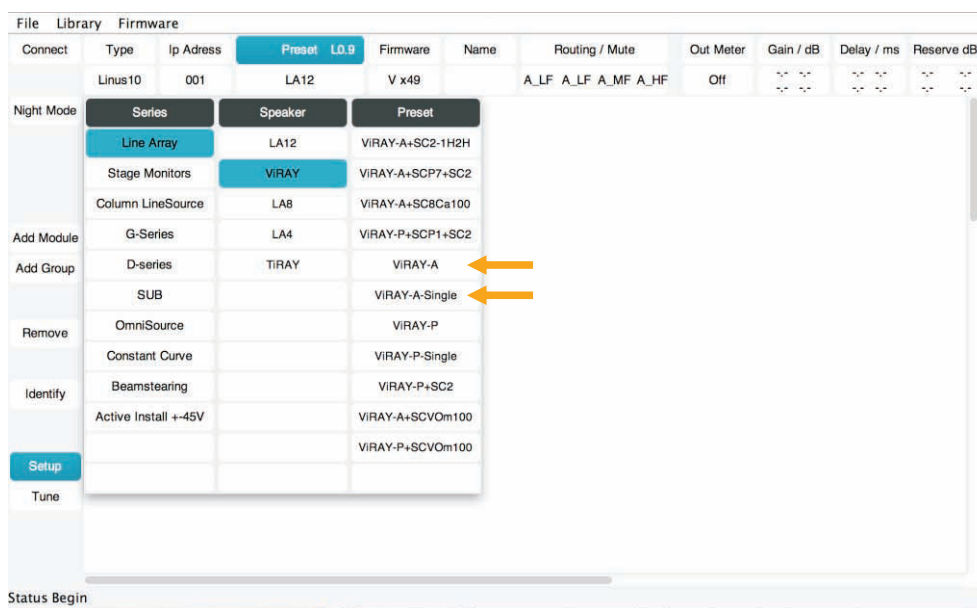 File Library Firmware
Connect Type Ip Adress Preset L0.9 Firmware Name Routing / Mute Out Meter Gain / dB Delay / ms Reserve dB
Linus10 001 LA12 V x49 A_LF A_LF A_MF A_HF Off -.- -.- -.- -.- -.- -.-
-.- -.- -.- -.- -.- -.-
Night Mode Series Speaker Preset
Line Array LA12 ViRAY-A+SC2-1H2H
Stage Monitors ViRAY ViRAY-A+SCP7+SC2
Column LineSource LA8 ViRAY-A+SC8Ca100
Add Module G-Series LA4 ViRAY-P+SCP1+SC2
Add Group D-series TiRAY ViRAY-A
SUB ViRAY-A-Single
Remove OmniSource ViRAY-P
Constant Curve ViRAY-P-Single
Identify Beamstearing ViRAY-P+SC2
Active Install +-45V ViRAY-A+SCVOm100
ViRAY-P+SCVOm100
Setup
Tune
Status Begin